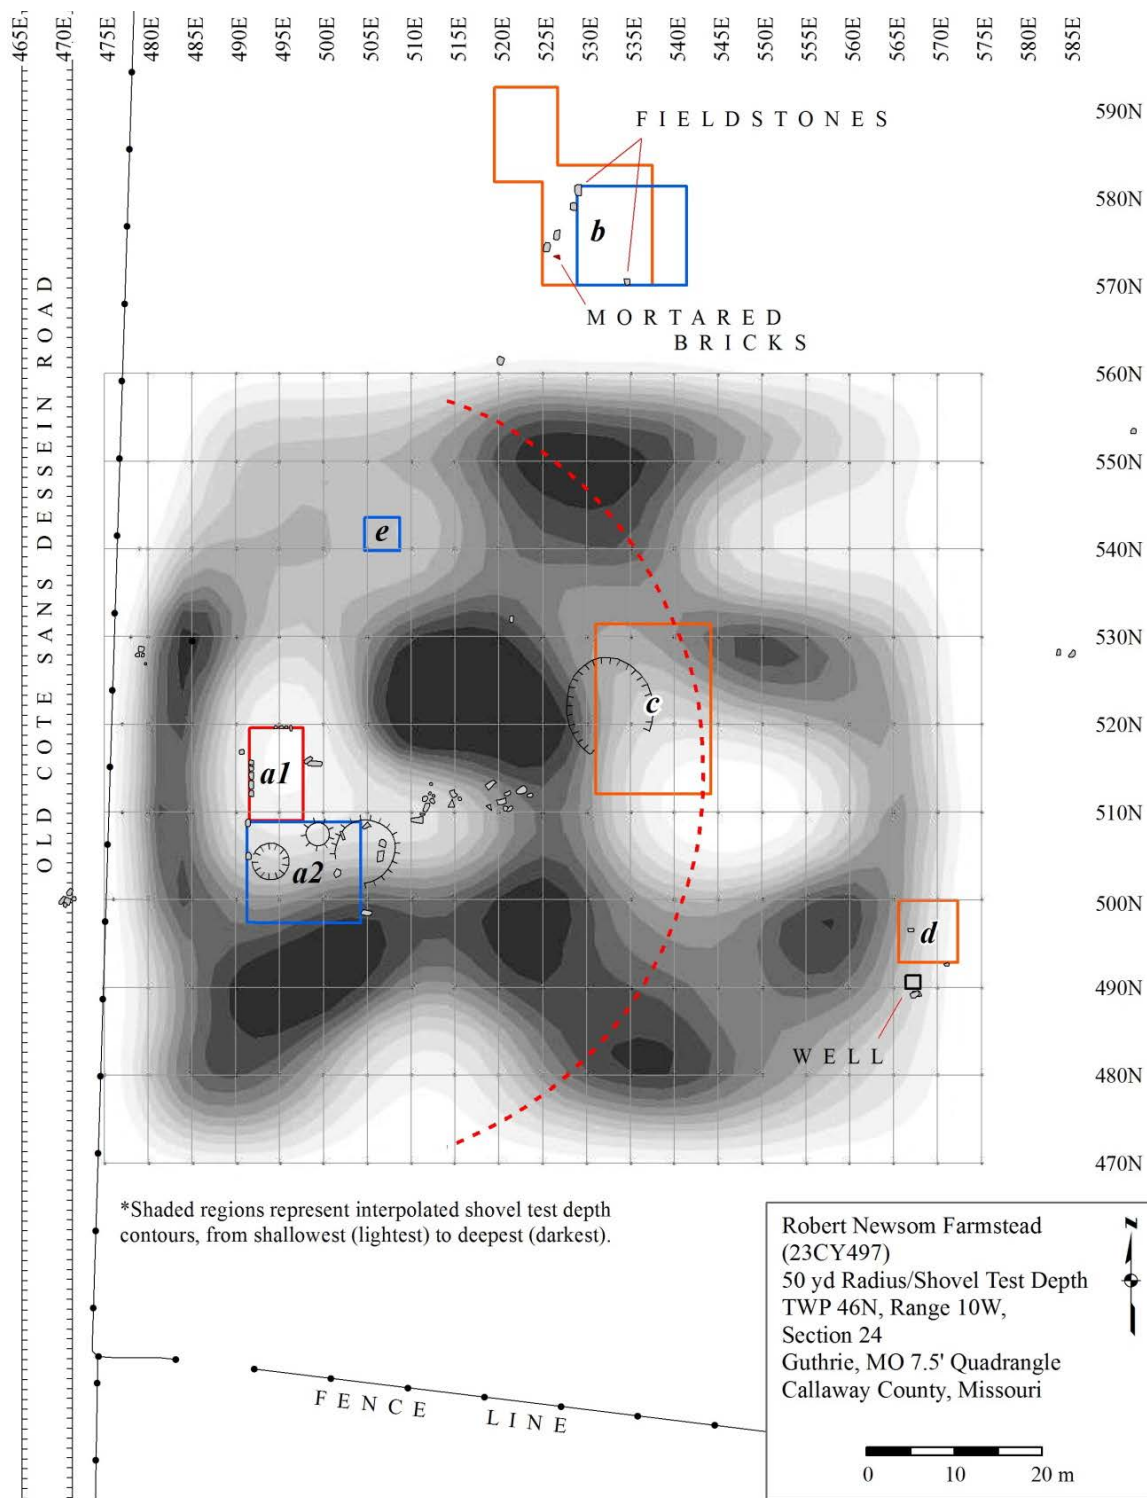 465E
470E
475E
480E
490E
495E
500E
505E
515E
520E
525E
530E
540E
545E
550E
555E
560E
570E
575E
580E
585E
590N
FIELDSTONES
580N
b
570N
MORTARED
BRICKS
OLD COTE SANS DESSEIN ROAD
560N
550N
e
540N
530N
c
520N
a1
510N
a2
500N
d
490N
WELL
480N
470N
*Shaded regions represent interpolated shovel test depth
contours, from shallowest (lightest) to deepest (darkest).
FENCE LINE
Robert Newsom Farmstead
(23CY497)
50 yd Radius/Shovel Test Depth
TWP 46N, Range 10W,
Section 24
Guthrie, MO 7.5' Quadrangle
Callaway County, Missouri
N
0 10 20 m